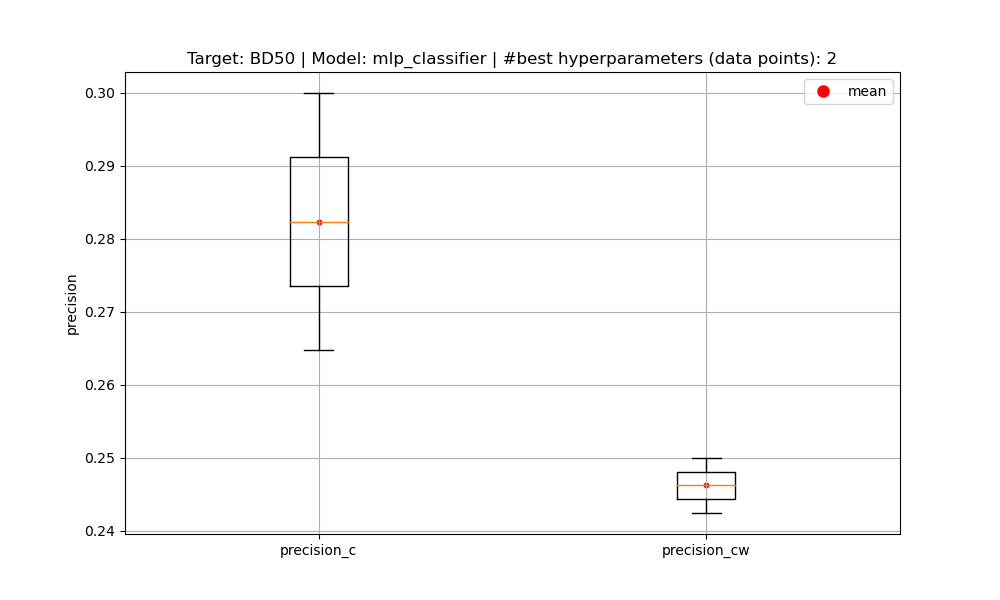 Target: BD50 | Model: mlp_classifier | #best hyperparameters (data points): 2
mean
0.30
0.29
0.28
0.27
0.26
0.25
0.24
precision
precision_c
precision_cw